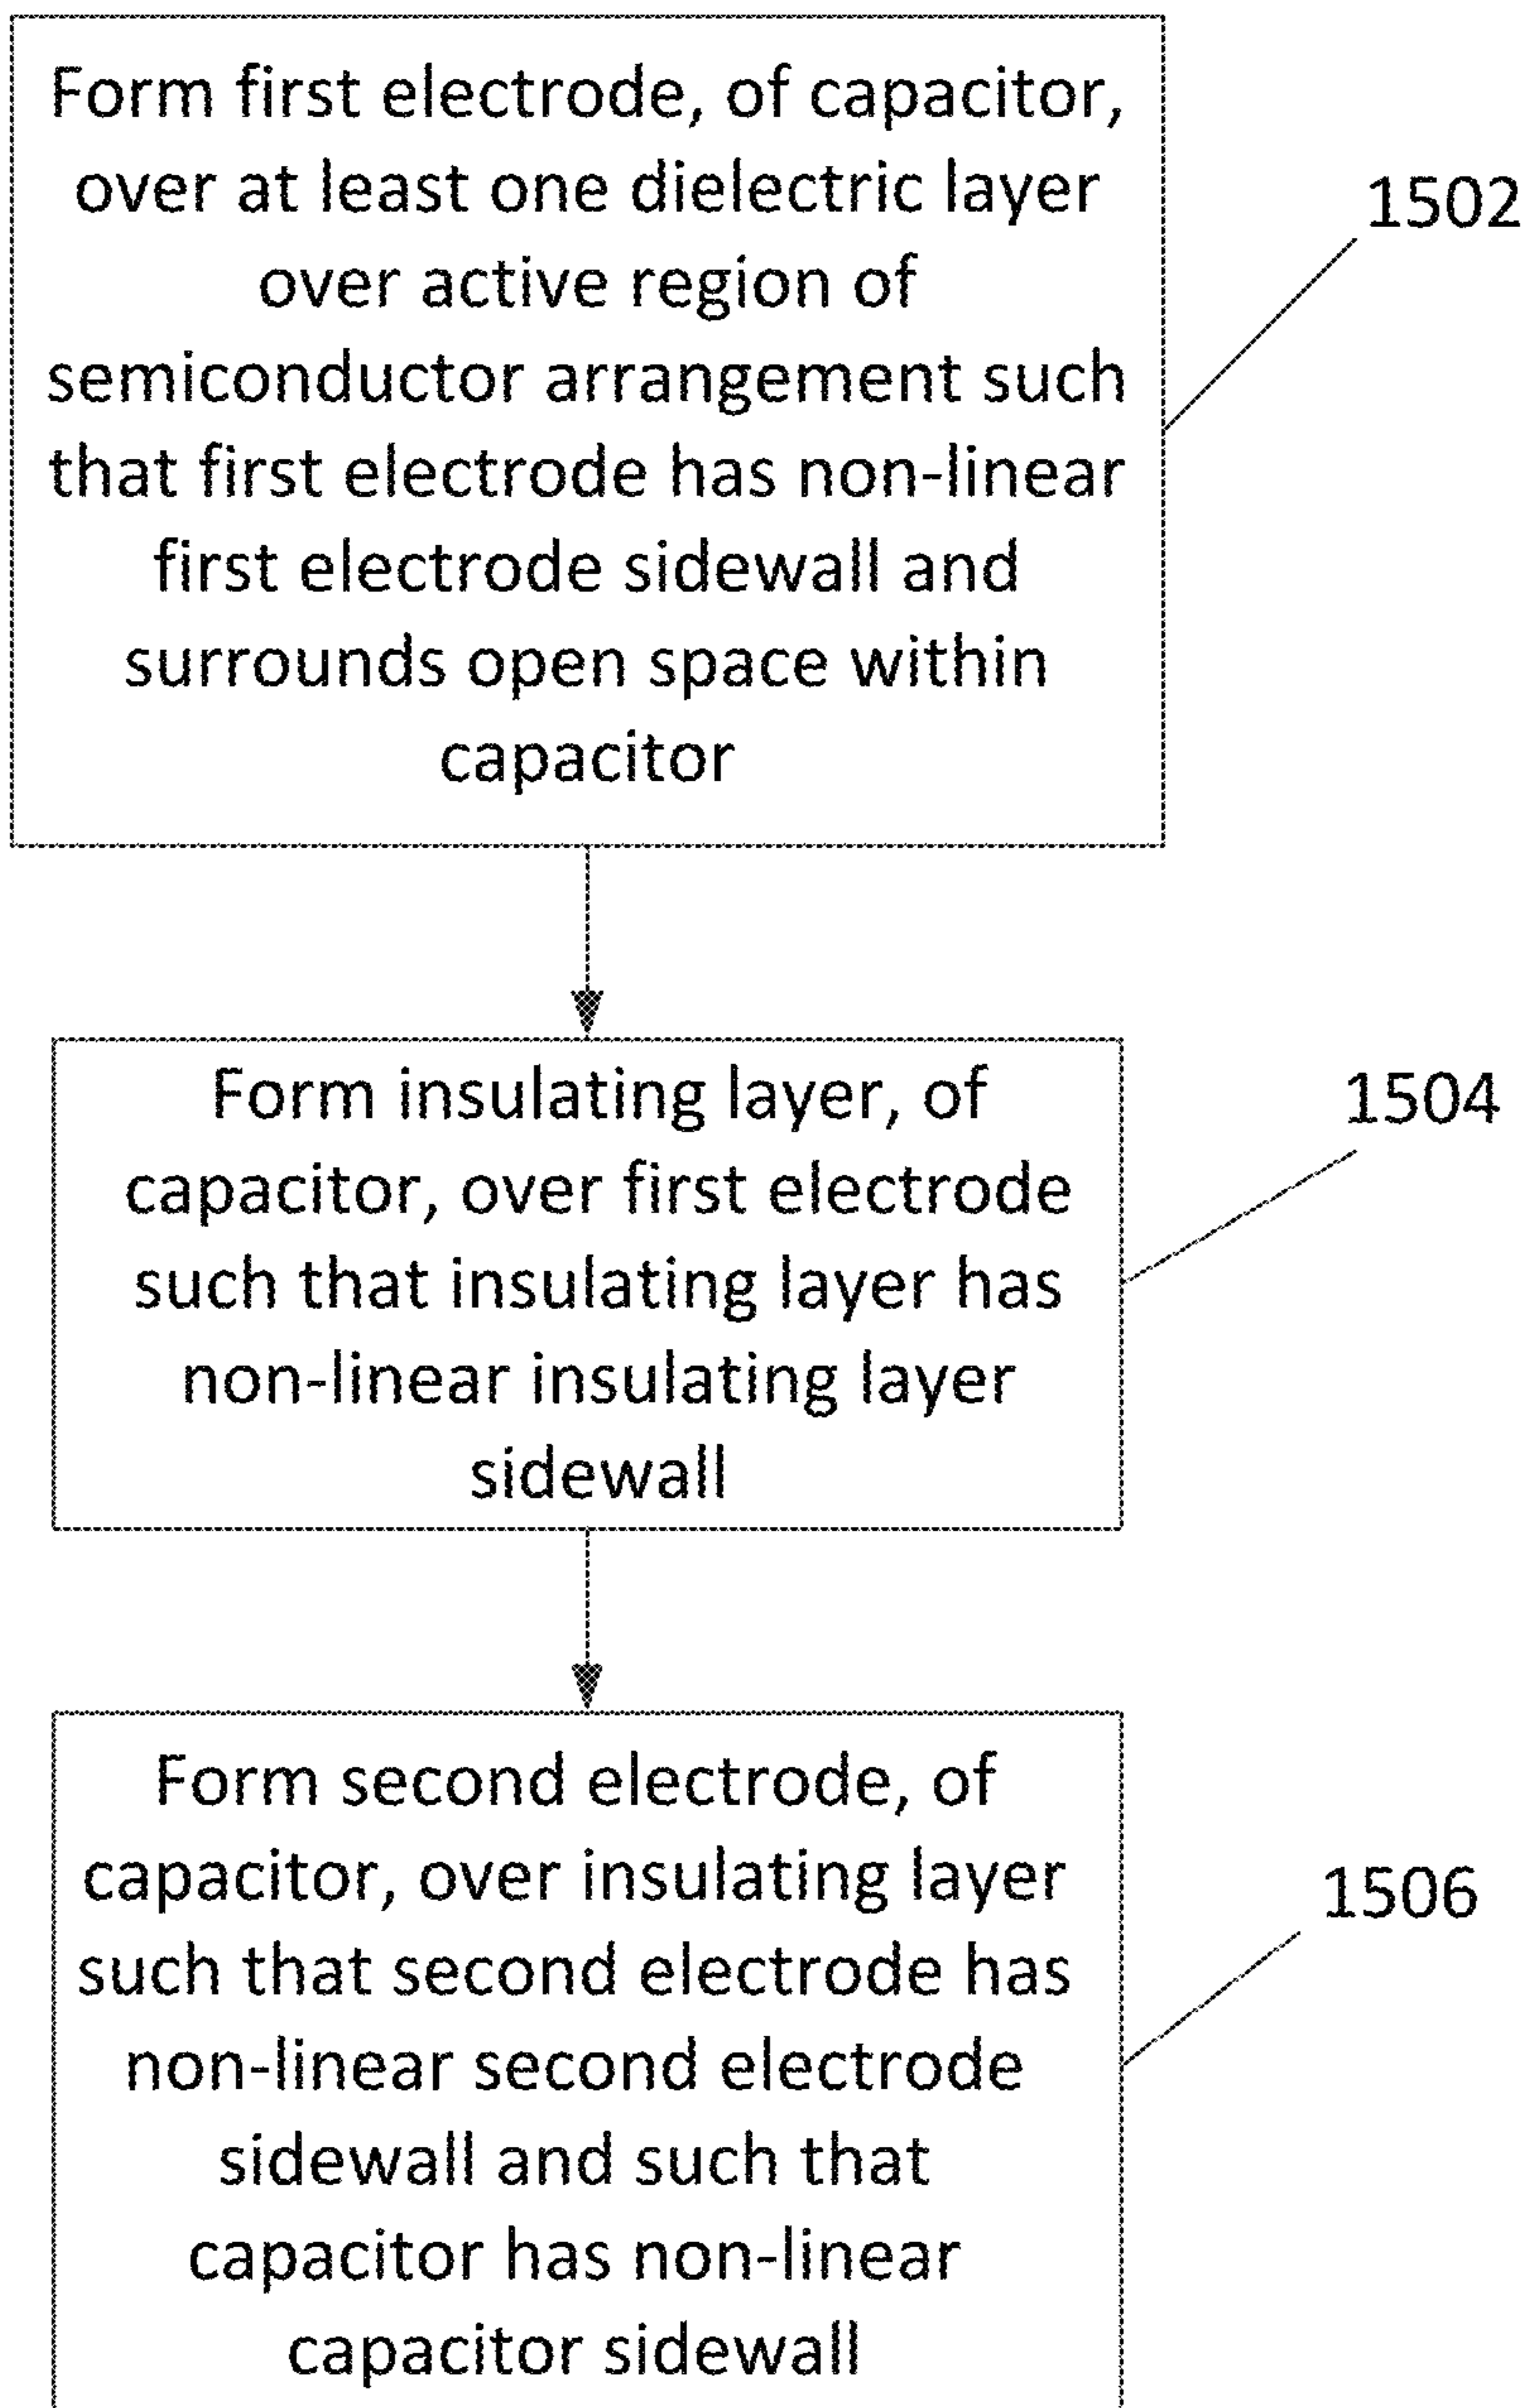 Form first electrode, of capacitor,
over at least one dielectric layer
over active region of
semiconductor arrangement such
that first electrode has non-linear
first electrode sidewall and
surrounds open space within
capacitor
1502
Form insulating layer, of
capacitor, over first electrode
such that insulating layer has
non-linear insulating layer
sidewall
1504
Form second electrode, of
capacitor, over insulating layer
such that second electrode has
non-linear second electrode
sidewall and such that
capacitor has non-linear
capacitor sidewall
1506